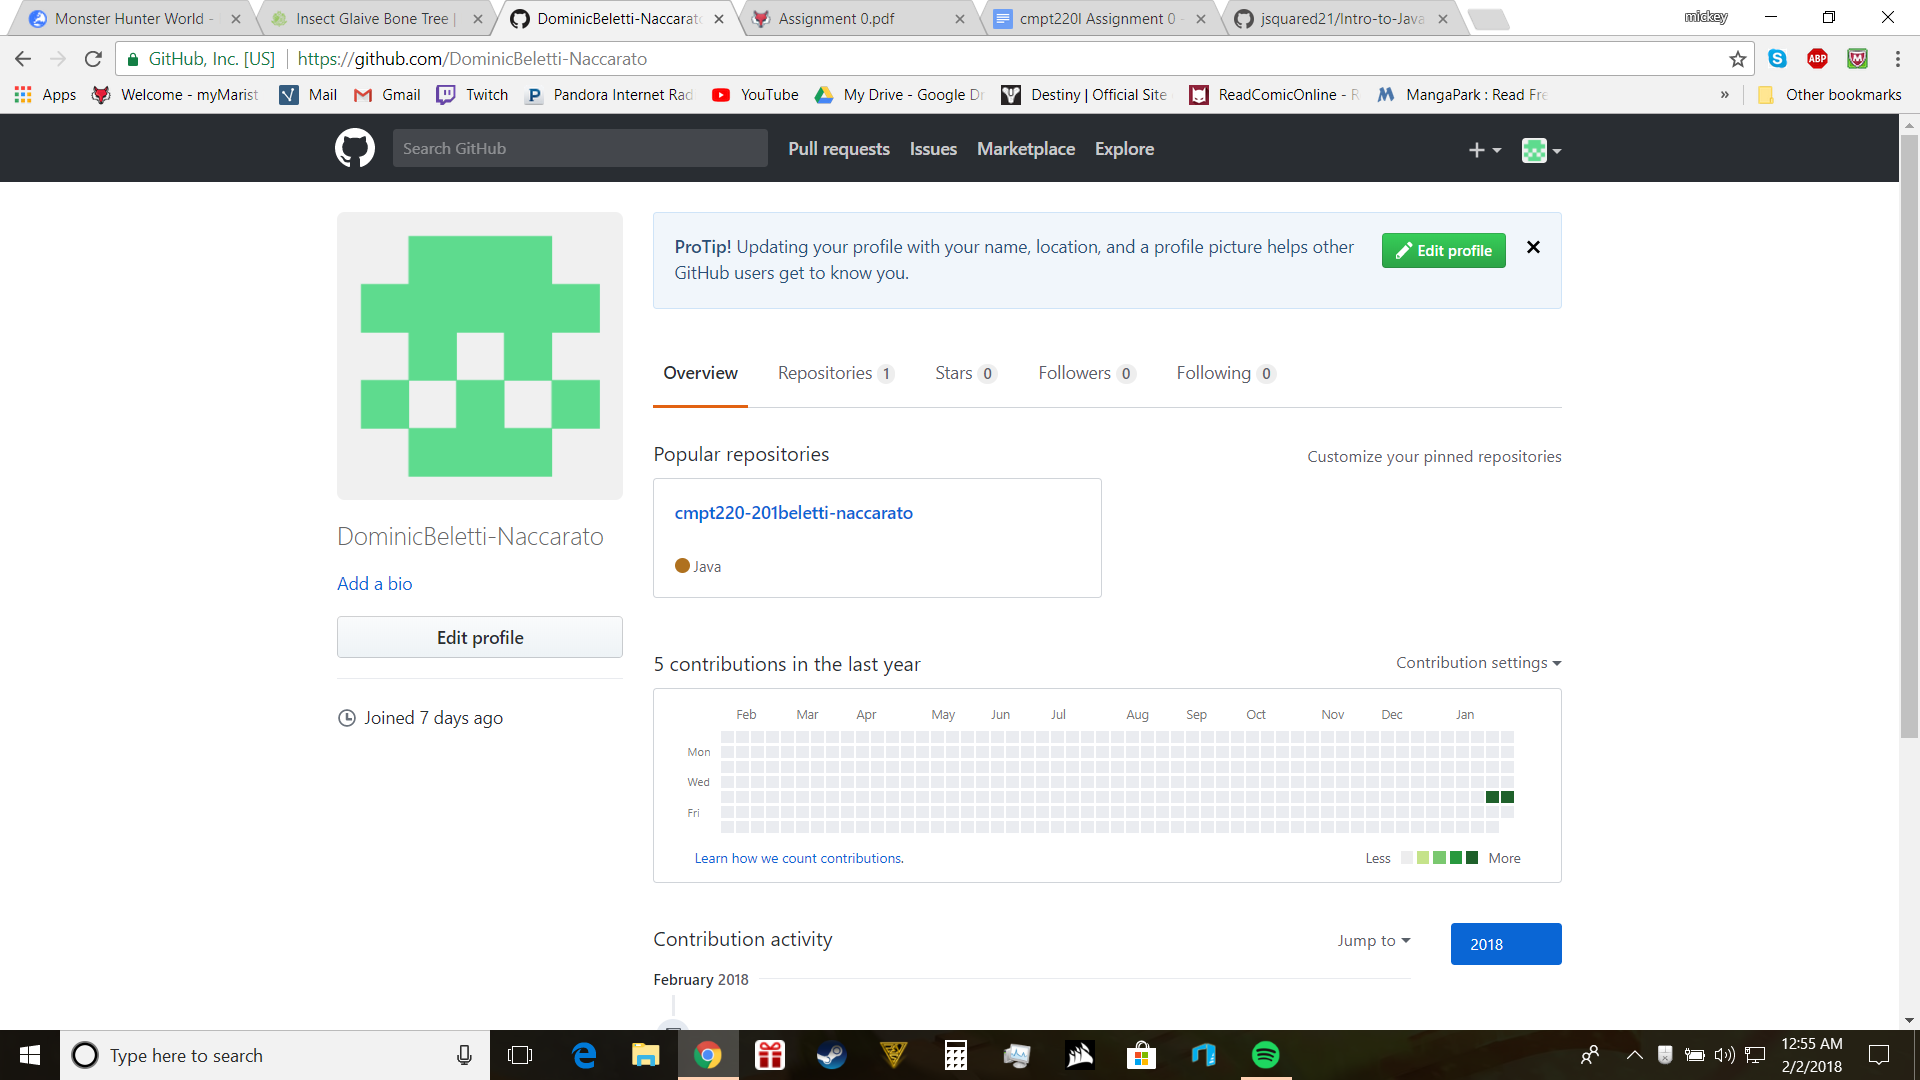 Monster Hunter World -
Insect Glaive Bone Tree |
DominicBeletti-Naccarato
Assignment 0.pdf
cmpt220l Assignment 0 -
jsquared21/Intro-to-Java
mickey
GitHub, Inc. [US]
https://github.com/DominicBeletti-Naccarato
ABP
Apps
Welcome - myMarist
Mail
Gmail
Twitch
Pandora Internet Rad
YouTube
My Drive - Google Dr
Destiny | Official Site
ReadComicOnline - R
MangaPark : Read Fre
»
Other bookmarks
Search GitHub
Pull requests
Issues
Marketplace
Explore
ProTip! Updating your profile with your name, location, and a profile picture helps other
GitHub users get to know you.
Edit profile
Overview
Repositories 1
Stars 0
Followers 0
Following 0
Popular repositories
Customize your pinned repositories
cmpt220-201beletti-naccarato
Java
DominicBeletti-Naccarato
Add a bio
Edit profile
Joined 7 days ago
5 contributions in the last year
Contribution settings
Feb Mar Apr May Jun Jul Aug Sep Oct Nov Dec Jan
Mon
Wed
Fri
Learn how we count contributions.
Less
More
Contribution activity
Jump to
2018
February 2018
Type here to search
12:55 AM
2/2/2018